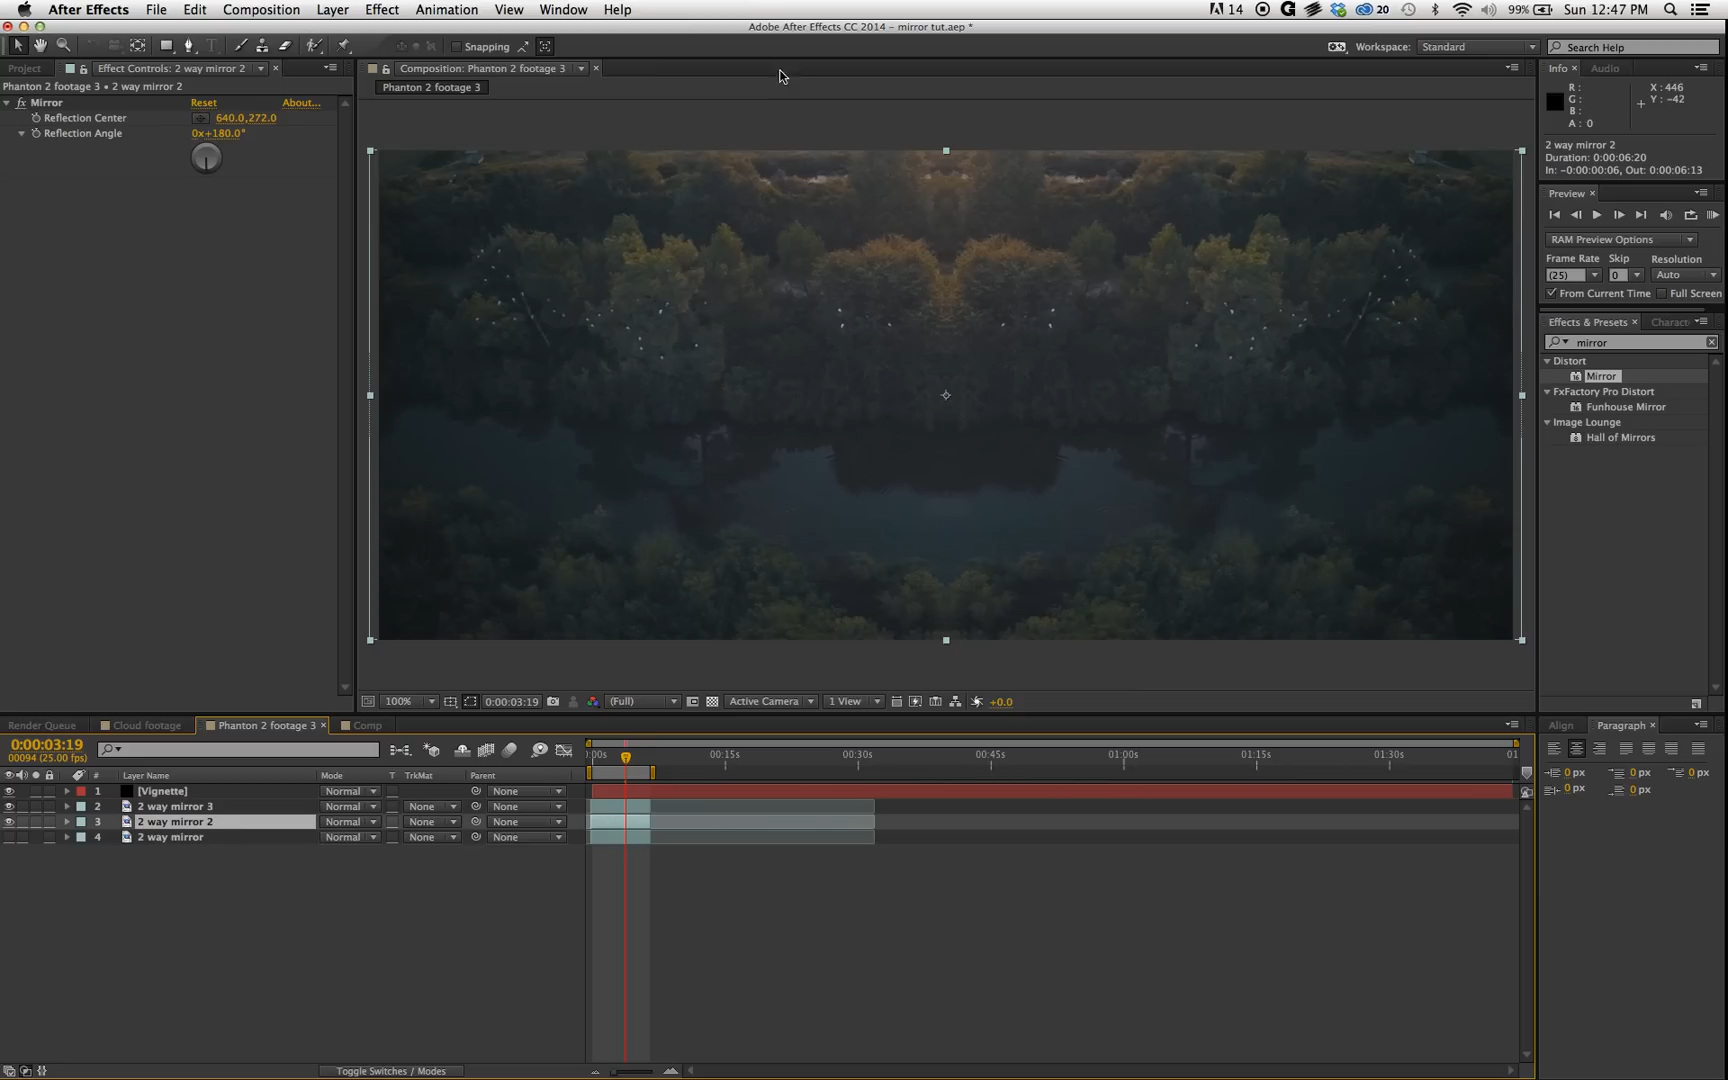 After Effects File Edit Composition Layer Effect Animation View Window Help 14 20 99% Sun 12:47 PM
Adobe After Effects CC 2014 – mirror tut.aep *
Snapping Workspace: Standard Search Help
Project Effect Controls: 2 way mirror 2 Composition: Phanton 2 footage 3 Info Audio
Phanton 2 footage 3 • 2 way mirror 2 Phanton 2 footage 3
fx Mirror Reset About...
Reflection Center 640.0,272.0
Reflection Angle 0x+180.0°
R : X : 446
G : Y : -42
B :
A : 0
2 way mirror 2
Duration: 0:00:06:20
In: -0:00:00:06, Out: 0:00:06:13
Preview
RAM Preview Options
Frame Rate Skip Resolution
(25) 0 Auto
From Current Time Full Screen
Effects & Presets Charact
mirror
Distort
Mirror
FxFactory Pro Distort
Funhouse Mirror
Image Lounge
Hall of Mirrors
100% 0:00:03:19 (Full) Active Camera 1 View +0.0
Render Queue Cloud footage Phanton 2 footage 3 Comp Align Paragraph
0:00:03:19
00094 (25.00 fps)
:00s 00:15s 00:30s 00:45s 01:00s 01:15s 01:30s 01
# Layer Name Mode T TrkMat Parent
1 [Vignette] Normal None
2 2 way mirror 3 Normal None None
3 2 way mirror 2 Normal None None
4 2 way mirror Normal None None
0 px 0 px 0 px
0 px 0 px
Toggle Switches / Modes